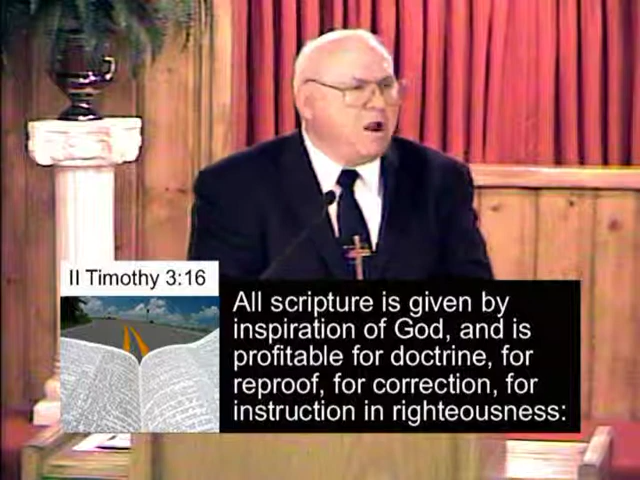 II Timothy 3:16
All scripture is given by
inspiration of God, and is
profitable for doctrine, for
reproof, for correction, for
instruction in righteousness: